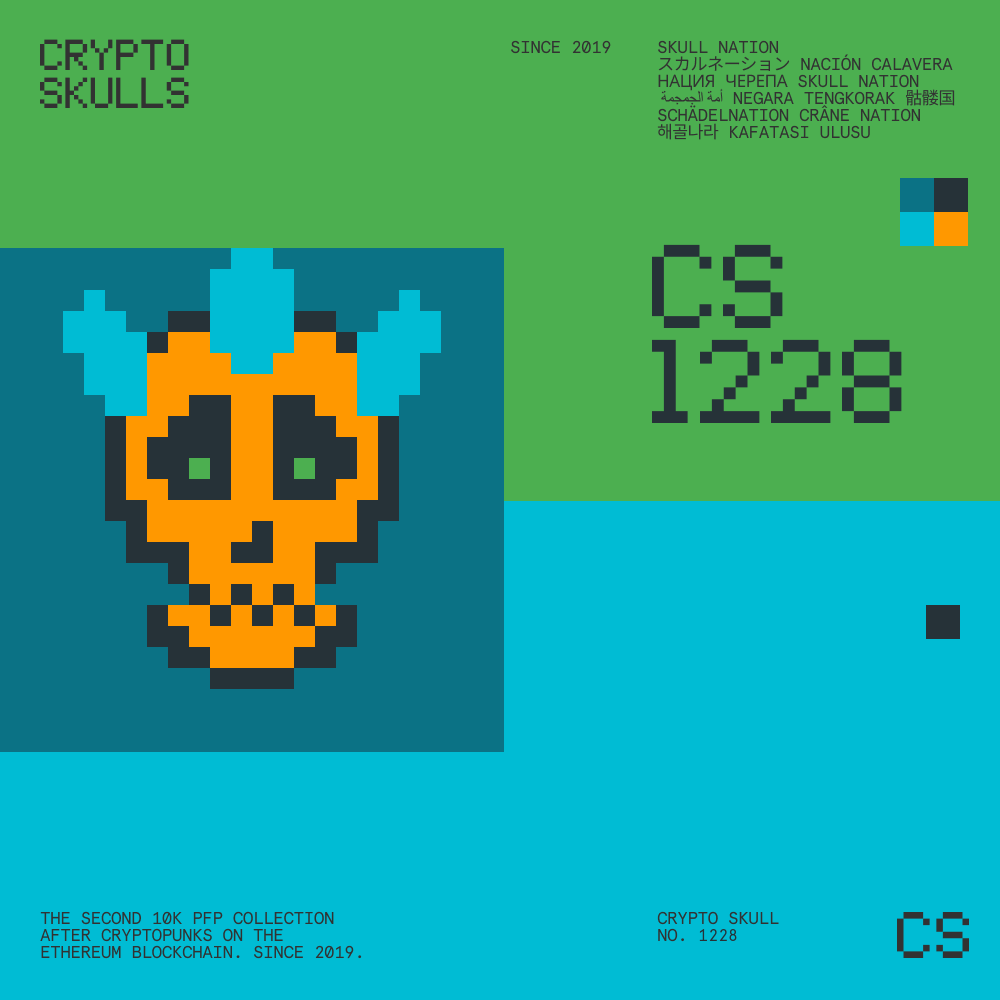 CRYPTO
SKULLS
SINCE 2019
SKULL NATION
スカルネーション NACIÓN CALAVERA
НАЦИЯ ЧЕРЕПА SKULL NATION
أمة الجمجمة NEGARA TENGKORAK 骷髅国
SCHÄDELNATION CRÂNE NATION
해골나라 KAFATASI ULUSU
CS
1228
THE SECOND 10K PFP COLLECTION
AFTER CRYPTOPUNKS ON THE
ETHEREUM BLOCKCHAIN. SINCE 2019.
CRYPTO SKULL
NO. 1228
CS